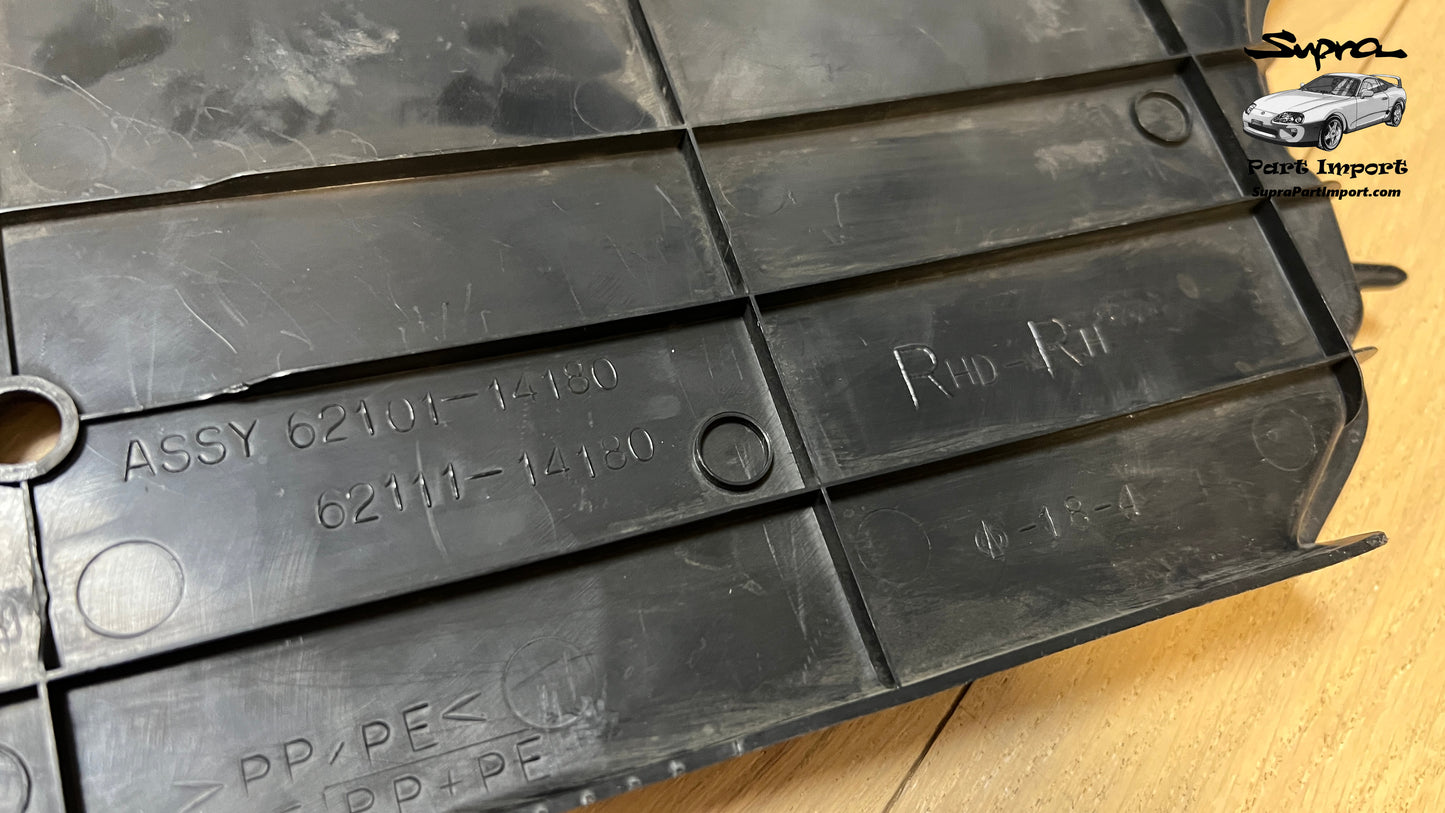 Supra
Part Import
SupraPartImport.com
ASSY 62101-14180
62111-14180
RHD-RH
>PP/PE<
PP+PE